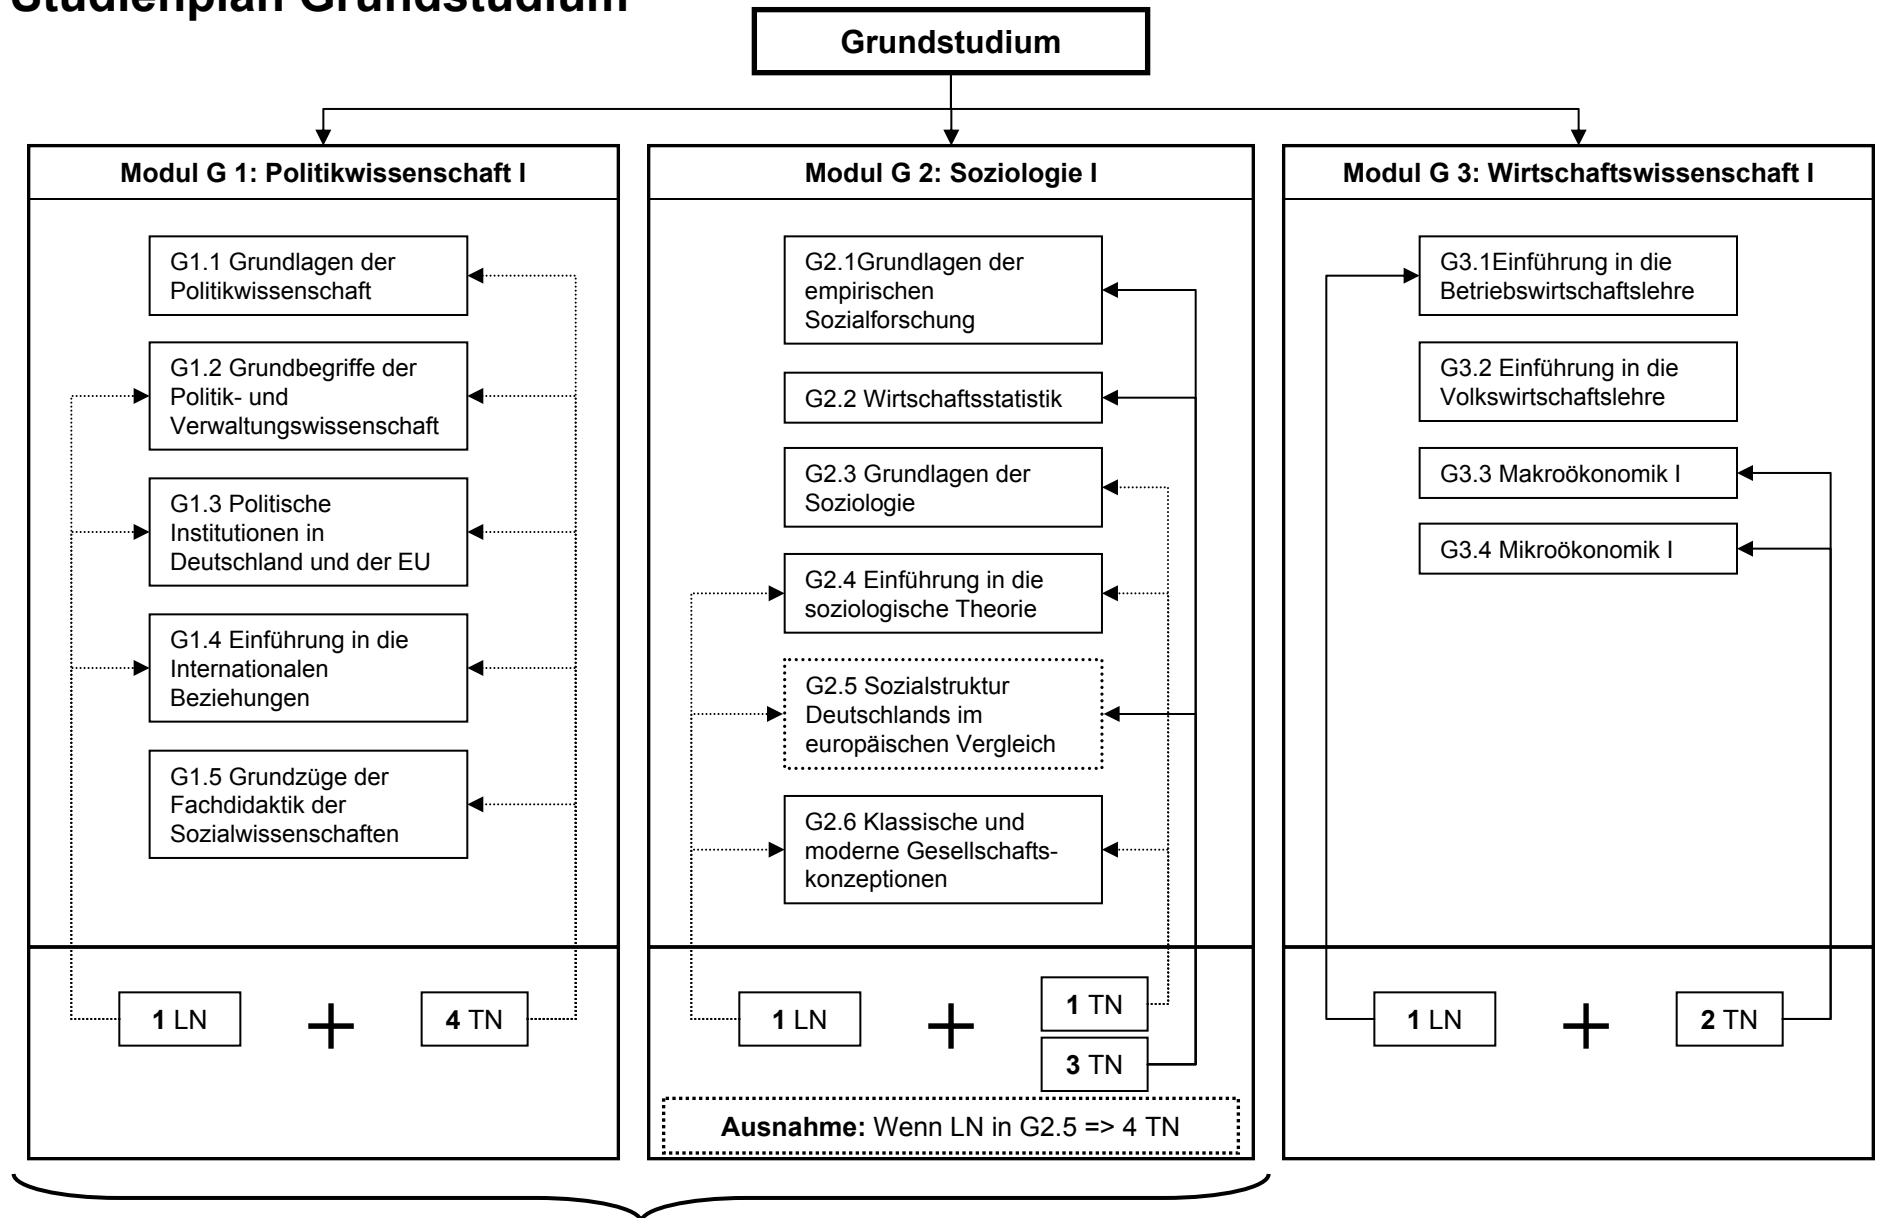 Studienplan Grundstudium
Grundstudium
Modul G 1: Politikwissenschaft I
G1.1 Grundlagen der
Politikwissenschaft
G1.2 Grundbegriffe der
Politik- und
Verwaltungswissenschaft
G1.3 Politische
Institutionen in
Deutschland und der EU
G1.4 Einführung in die
Internationalen
Beziehungen
G1.5 Grundzüge der
Fachdidaktik der
Sozialwissenschaften
1 LN
+
4 TN
Modul G 2: Soziologie I
G2.1Grundlagen der
empirischen
Sozialforschung
G2.2 Wirtschaftsstatistik
G2.3 Grundlagen der
Soziologie
G2.4 Einführung in die
soziologische Theorie
G2.5 Sozialstruktur
Deutschlands im
europäischen Vergleich
G2.6 Klassische und
moderne Gesellschafts-
konzeptionen
1 LN
+
1 TN
3 TN
Ausnahme: Wenn LN in G2.5 => 4 TN
Modul G 3: Wirtschaftswissenschaft I
G3.1Einführung in die
Betriebswirtschaftslehre
G3.2 Einführung in die
Volkswirtschaftslehre
G3.3 Makroökonomik I
G3.4 Mikroökonomik I
1 LN
+
2 TN